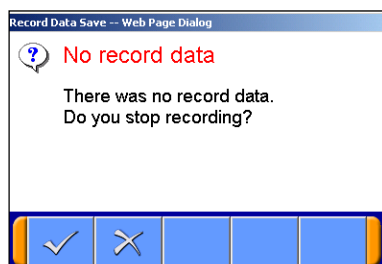 Record Data Save -- Web Page Dialog
No record data
There was no record data.
Do you stop recording?